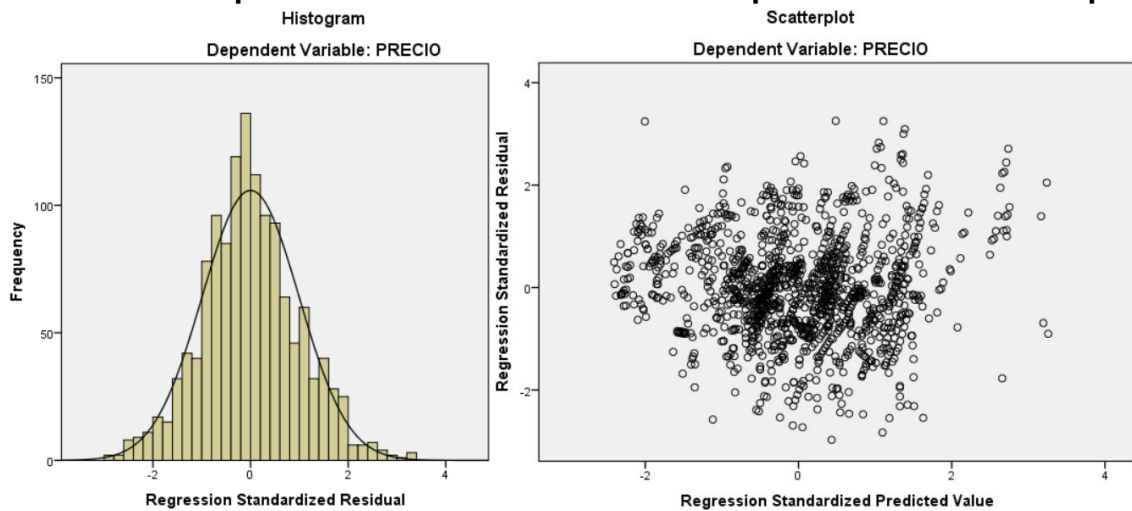 Histogram
Dependent Variable: PRECIO
150
100
50
0
Frequency
-2
0
2
4
Regression Standardized Residual
Scatterplot
Dependent Variable: PRECIO
4
2
0
-2
Regression Standardized Residual
-2
0
2
4
Regression Standardized Predicted Value